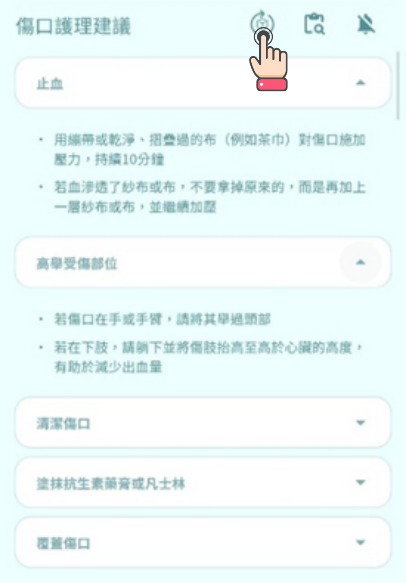 傷口護理建議
止血
• 用繃帶或乾淨、摺疊過的布（例如茶巾）對傷口施加
壓力，持續10分鐘
• 若血滲透了紗布或布，不要拿掉原來的，而是再加上
一層紗布或布，並繼續加壓
高舉受傷部位
• 若傷口在手或手臂，請將其舉過頭部
• 若在下肢，請躺下並將傷肢抬高至高於心臟的高度，
有助於減少出血量
清潔傷口
塗抹抗生素藥膏或凡士林
覆蓋傷口